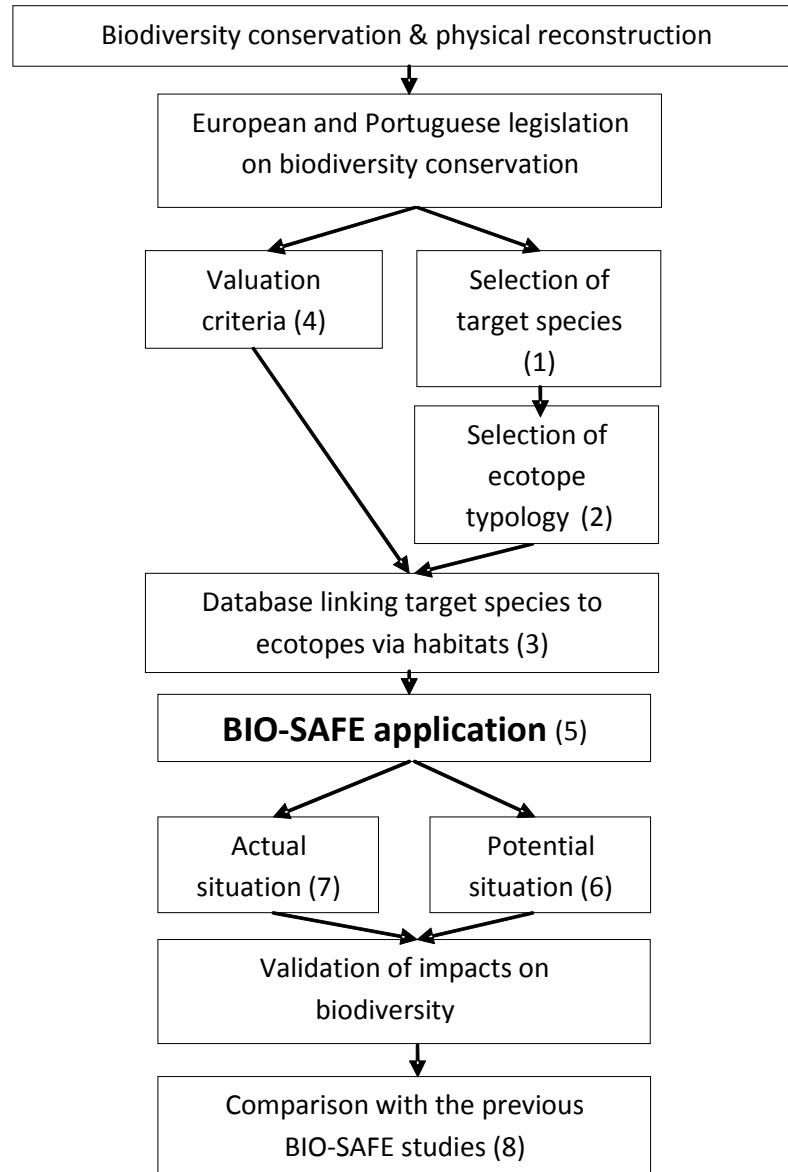 Biodiversity conservation & physical reconstruction
European and Portuguese legislation
on biodiversity conservation
Valuation
criteria (4)
Selection of
target species
(1)
Selection of
ecotope
typology (2)
Database linking target species to
ecotopes via habitats (3)
BIO-SAFE application (5)
Actual
situation (7)
Potential
situation (6)
Validation of impacts on
biodiversity
Comparison with the previous
BIO-SAFE studies (8)